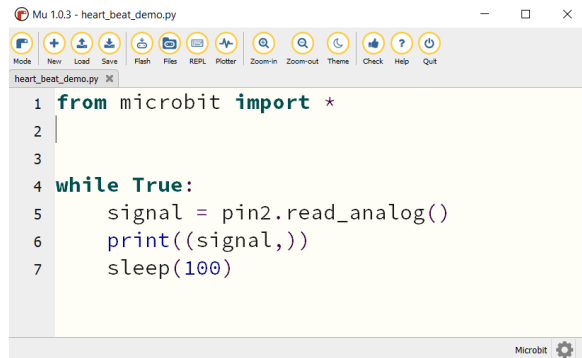 Mu 1.0.3 - heart_beat_demo.py
Mode New Load Save Flash Files REPL Plotter Zoom-in Zoom-out Theme Check Help Quit
heart_beat_demo.py
1 from microbit import *
2
3
4 while True:
5     signal = pin2.read_analog()
6     print((signal,))
7     sleep(100)
Microbit